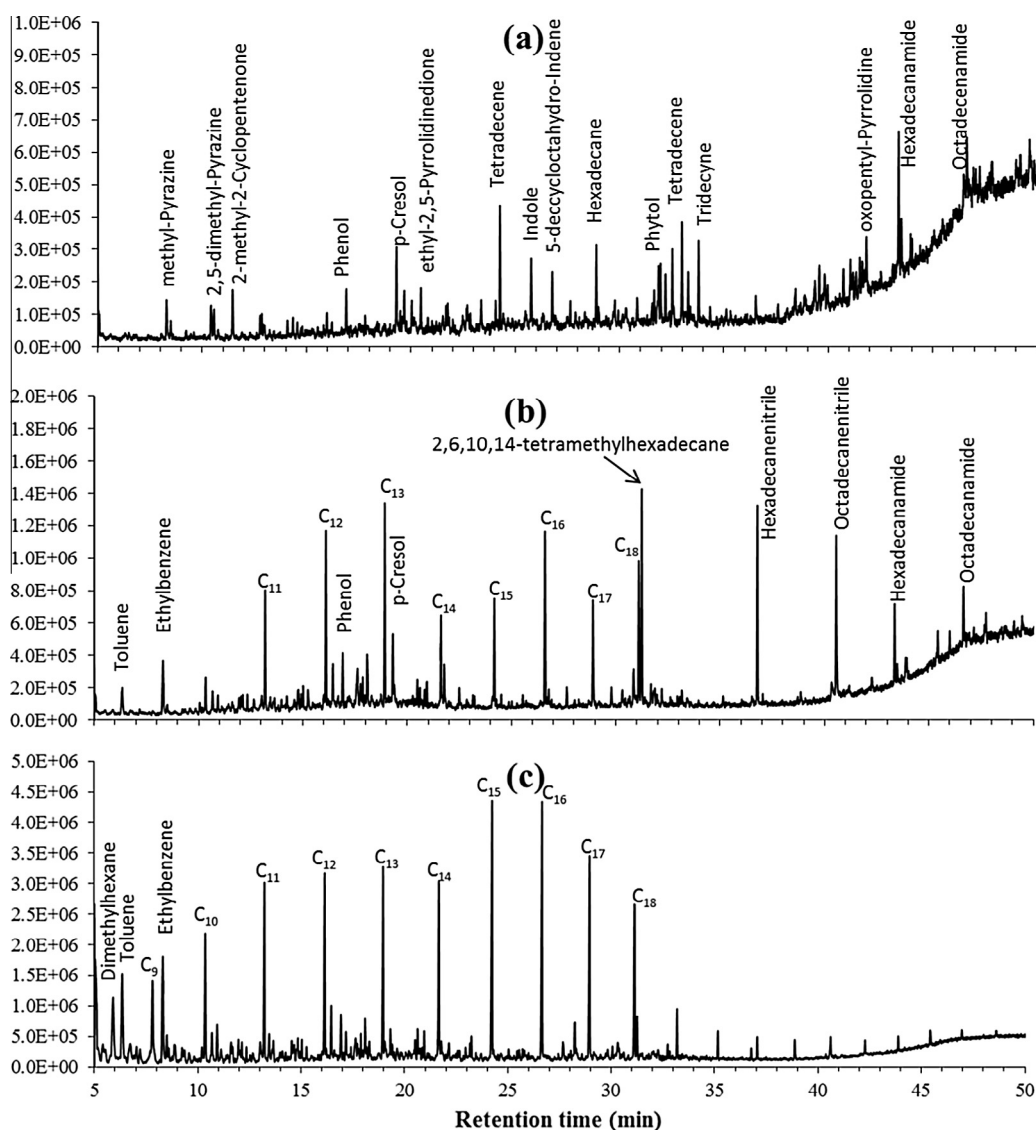 (a)
1.0E+06
9.0E+05
8.0E+05
7.0E+05
6.0E+05
5.0E+05
4.0E+05
3.0E+05
2.0E+05
1.0E+05
0.0E+00
methyl-Pyrazine
2,5-dimethyl-Pyrazine
2-methyl-2-Cyclopentenone
Phenol
p-Cresol
ethyl-2,5-Pyrrolidinedione
Tetradecene
Indole
5-deccycloctahydro-Indene
Hexadecane
Phytol
Tetradecene
Tridecyne
oxopentyl-Pyrrolidine
Hexadecanamide
Octadecenamide
(b)
2.0E+06
1.8E+06
1.6E+06
1.4E+06
1.2E+06
1.0E+06
8.0E+05
6.0E+05
4.0E+05
2.0E+05
0.0E+00
2,6,10,14-tetramethylhexadecane
Toluene
Ethylbenzene
C11
C12
Phenol
C13
p-Cresol
C14
C15
C16
C17
C18
Hexadecanenitrile
Octadecanenitrile
Hexadecanamide
Octadecanamide
(c)
5.0E+06
4.5E+06
4.0E+06
3.5E+06
3.0E+06
2.5E+06
2.0E+06
1.5E+06
1.0E+06
5.0E+05
0.0E+00
Dimethylhexane
Toluene
C9
Ethylbenzene
C10
C11
C12
C13
C14
C15
C16
C17
C18
5 10 15 20 25 30 35 40 45 50
Retention time (min)